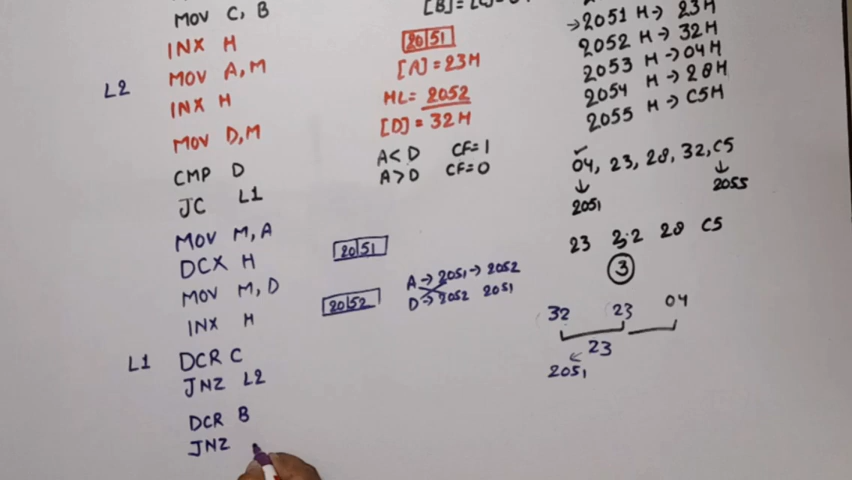 MOV C, B
INX H
L2 MOV A,M
INX H
MOV D,M
CMP D
JC L1
MOV M,A
DCX H
MOV M,D
INX H
L1 DCR C
JNZ L2
DCR B
JNZ
2051
[A]=23H
HL=2052
[D]=32H
A<D CF=1
A>D CF=0
2051
2052
A→2051→2052
D→2052 2051
→2051 H→23H
2052 H→32H
2053 H→04H
2054 H→28H
2055 H→C5H
04, 23, 28, 32, C5
↓ ↓
2051 2055
23 32 28 C5
3
32 23 04
23
2051